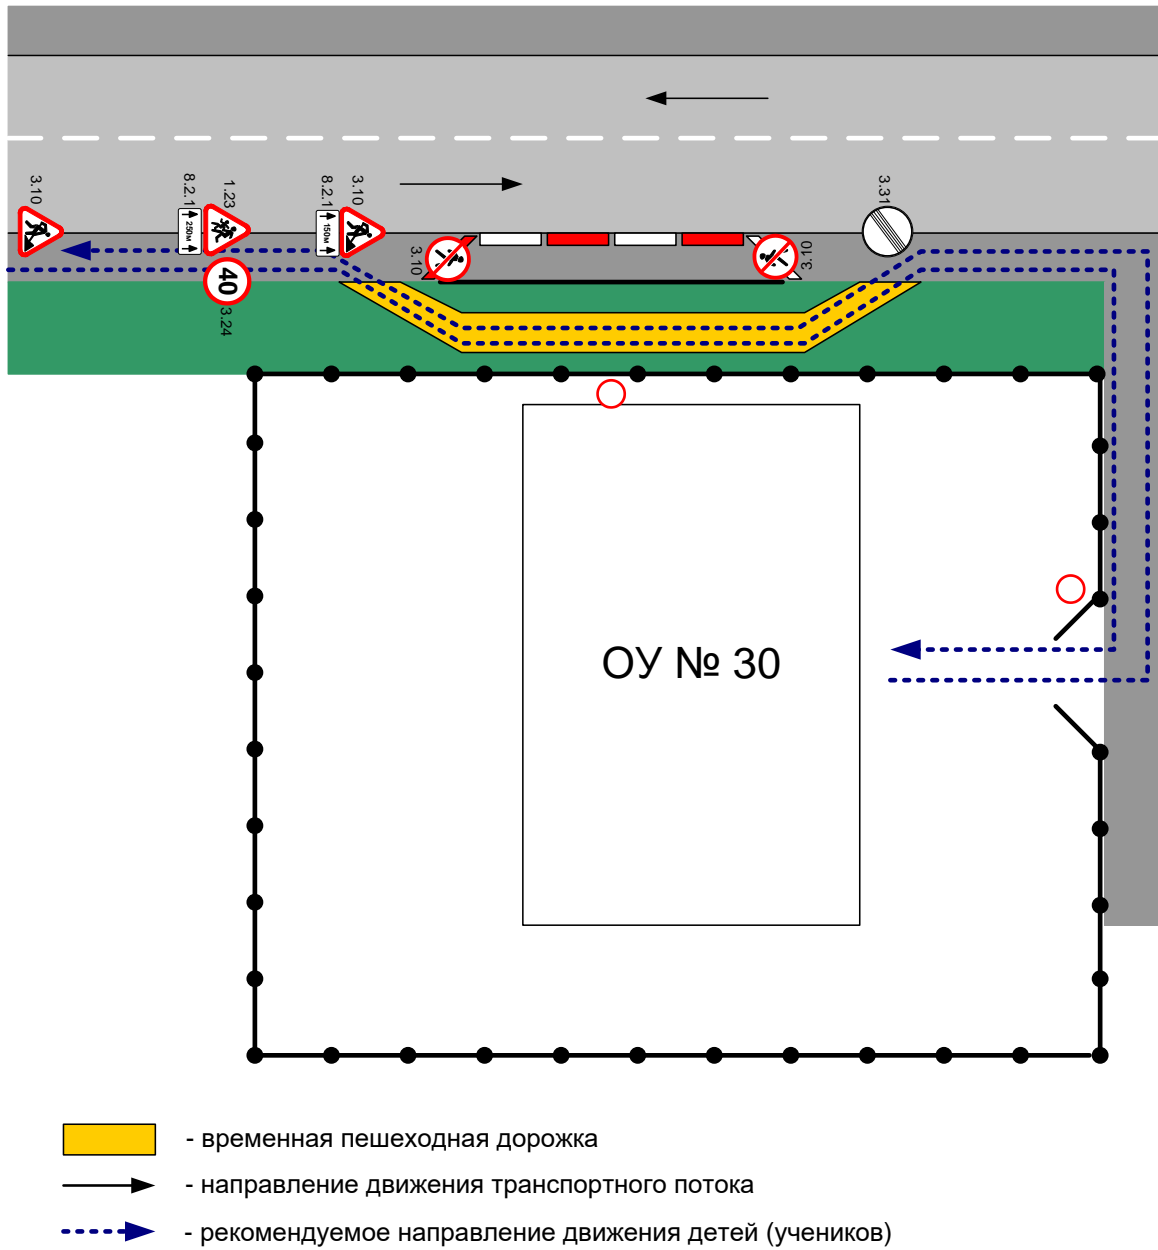 3.10
8.2.1
250м
1.23
40
3.24
8.2.1
150м
3.10
3.10
3.10
3.31
ОУ № 30
- временная пешеходная дорожка
- направление движения транспортного потока
- рекомендуемое направление движения детей (учеников)